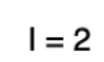 l = 2